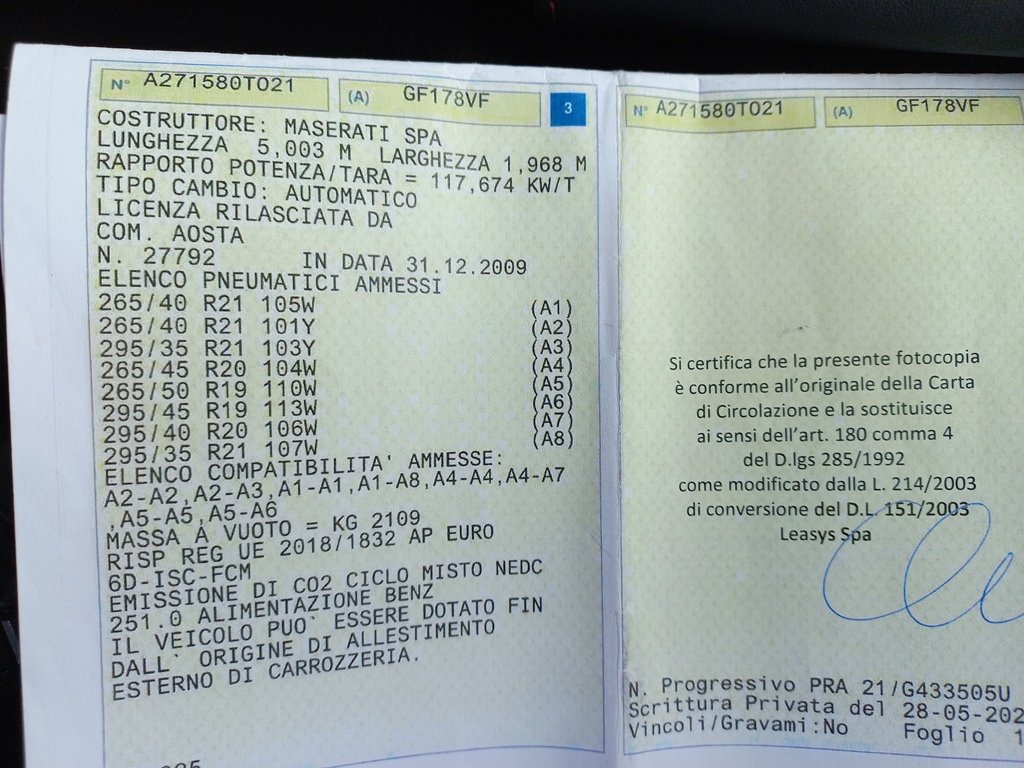 N° A271580TO21
(A) GF178VF
3
COSTRUTTORE: MASERATI SPA
LUNGHEZZA 5,003 M LARGHEZZA 1,968 M
RAPPORTO POTENZA/TARA = 117,674 KW/T
TIPO CAMBIO: AUTOMATICO
LICENZA RILASCIATA DA
COM. AOSTA
N. 27792 IN DATA 31.12.2009
ELENCO PNEUMATICI AMMESSI
265/40 R21 105W (A1)
265/40 R21 101Y (A2)
295/35 R21 103Y (A3)
265/45 R20 104W (A4)
265/50 R19 110W (A5)
295/45 R19 113W (A6)
295/40 R20 106W (A7)
295/35 R21 107W (A8)
ELENCO COMPATIBILITA' AMMESSE:
A2-A2,A2-A3,A1-A1,A1-A8,A4-A4,A4-A7
,A5-A5,A5-A6
MASSA A VUOTO = KG 2109
RISP REG UE 2018/1832 AP EURO
6D-ISC-FCM
EMISSIONE DI CO2 CICLO MISTO NEDC
251.0 ALIMENTAZIONE BENZ
IL VEICOLO PUO` ESSERE DOTATO FIN
DALL` ORIGINE DI ALLESTIMENTO
ESTERNO DI CARROZZERIA.
N° A271580TO21
(A) GF178VF
Si certifica che la presente fotocopia
è conforme all'originale della Carta
di Circolazione e la sostituisce
ai sensi dell'art. 180 comma 4
del D.lgs 285/1992
come modificato dalla L. 214/2003
di conversione del D.L. 151/2003
Leasys Spa
N. Progressivo PRA 21/G433505U
Scrittura Privata del 28-05-202
Vincoli/Gravami:No Foglio 1